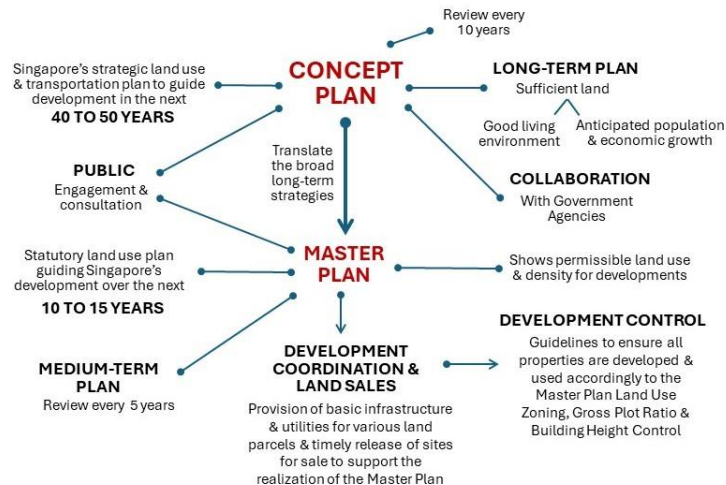 Review every
10 years
CONCEPT
PLAN
Singapore's strategic land use
& transportation plan to guide
development in the next
40 TO 50 YEARS
LONG-TERM PLAN
Sufficient land
Good living
environment
Anticipated population
& economic growth
PUBLIC
Engagement &
consultation
Translate
the broad
long-term
strategies
COLLABORATION
With Government
Agencies
MASTER
PLAN
Statutory land use plan
guiding Singapore's
development over the next
10 TO 15 YEARS
Shows permissible land use
& density for developments
MEDIUM-TERM
PLAN
Review every 5 years
DEVELOPMENT
COORDINATION &
LAND SALES
Provision of basic infrastructure
& utilities for various land
parcels & timely release of sites
for sale to support the
realization of the Master Plan
DEVELOPMENT CONTROL
Guidelines to ensure all
properties are developed &
used accordingly to the
Master Plan Land Use
Zoning, Gross Plot Ratio &
Building Height Control